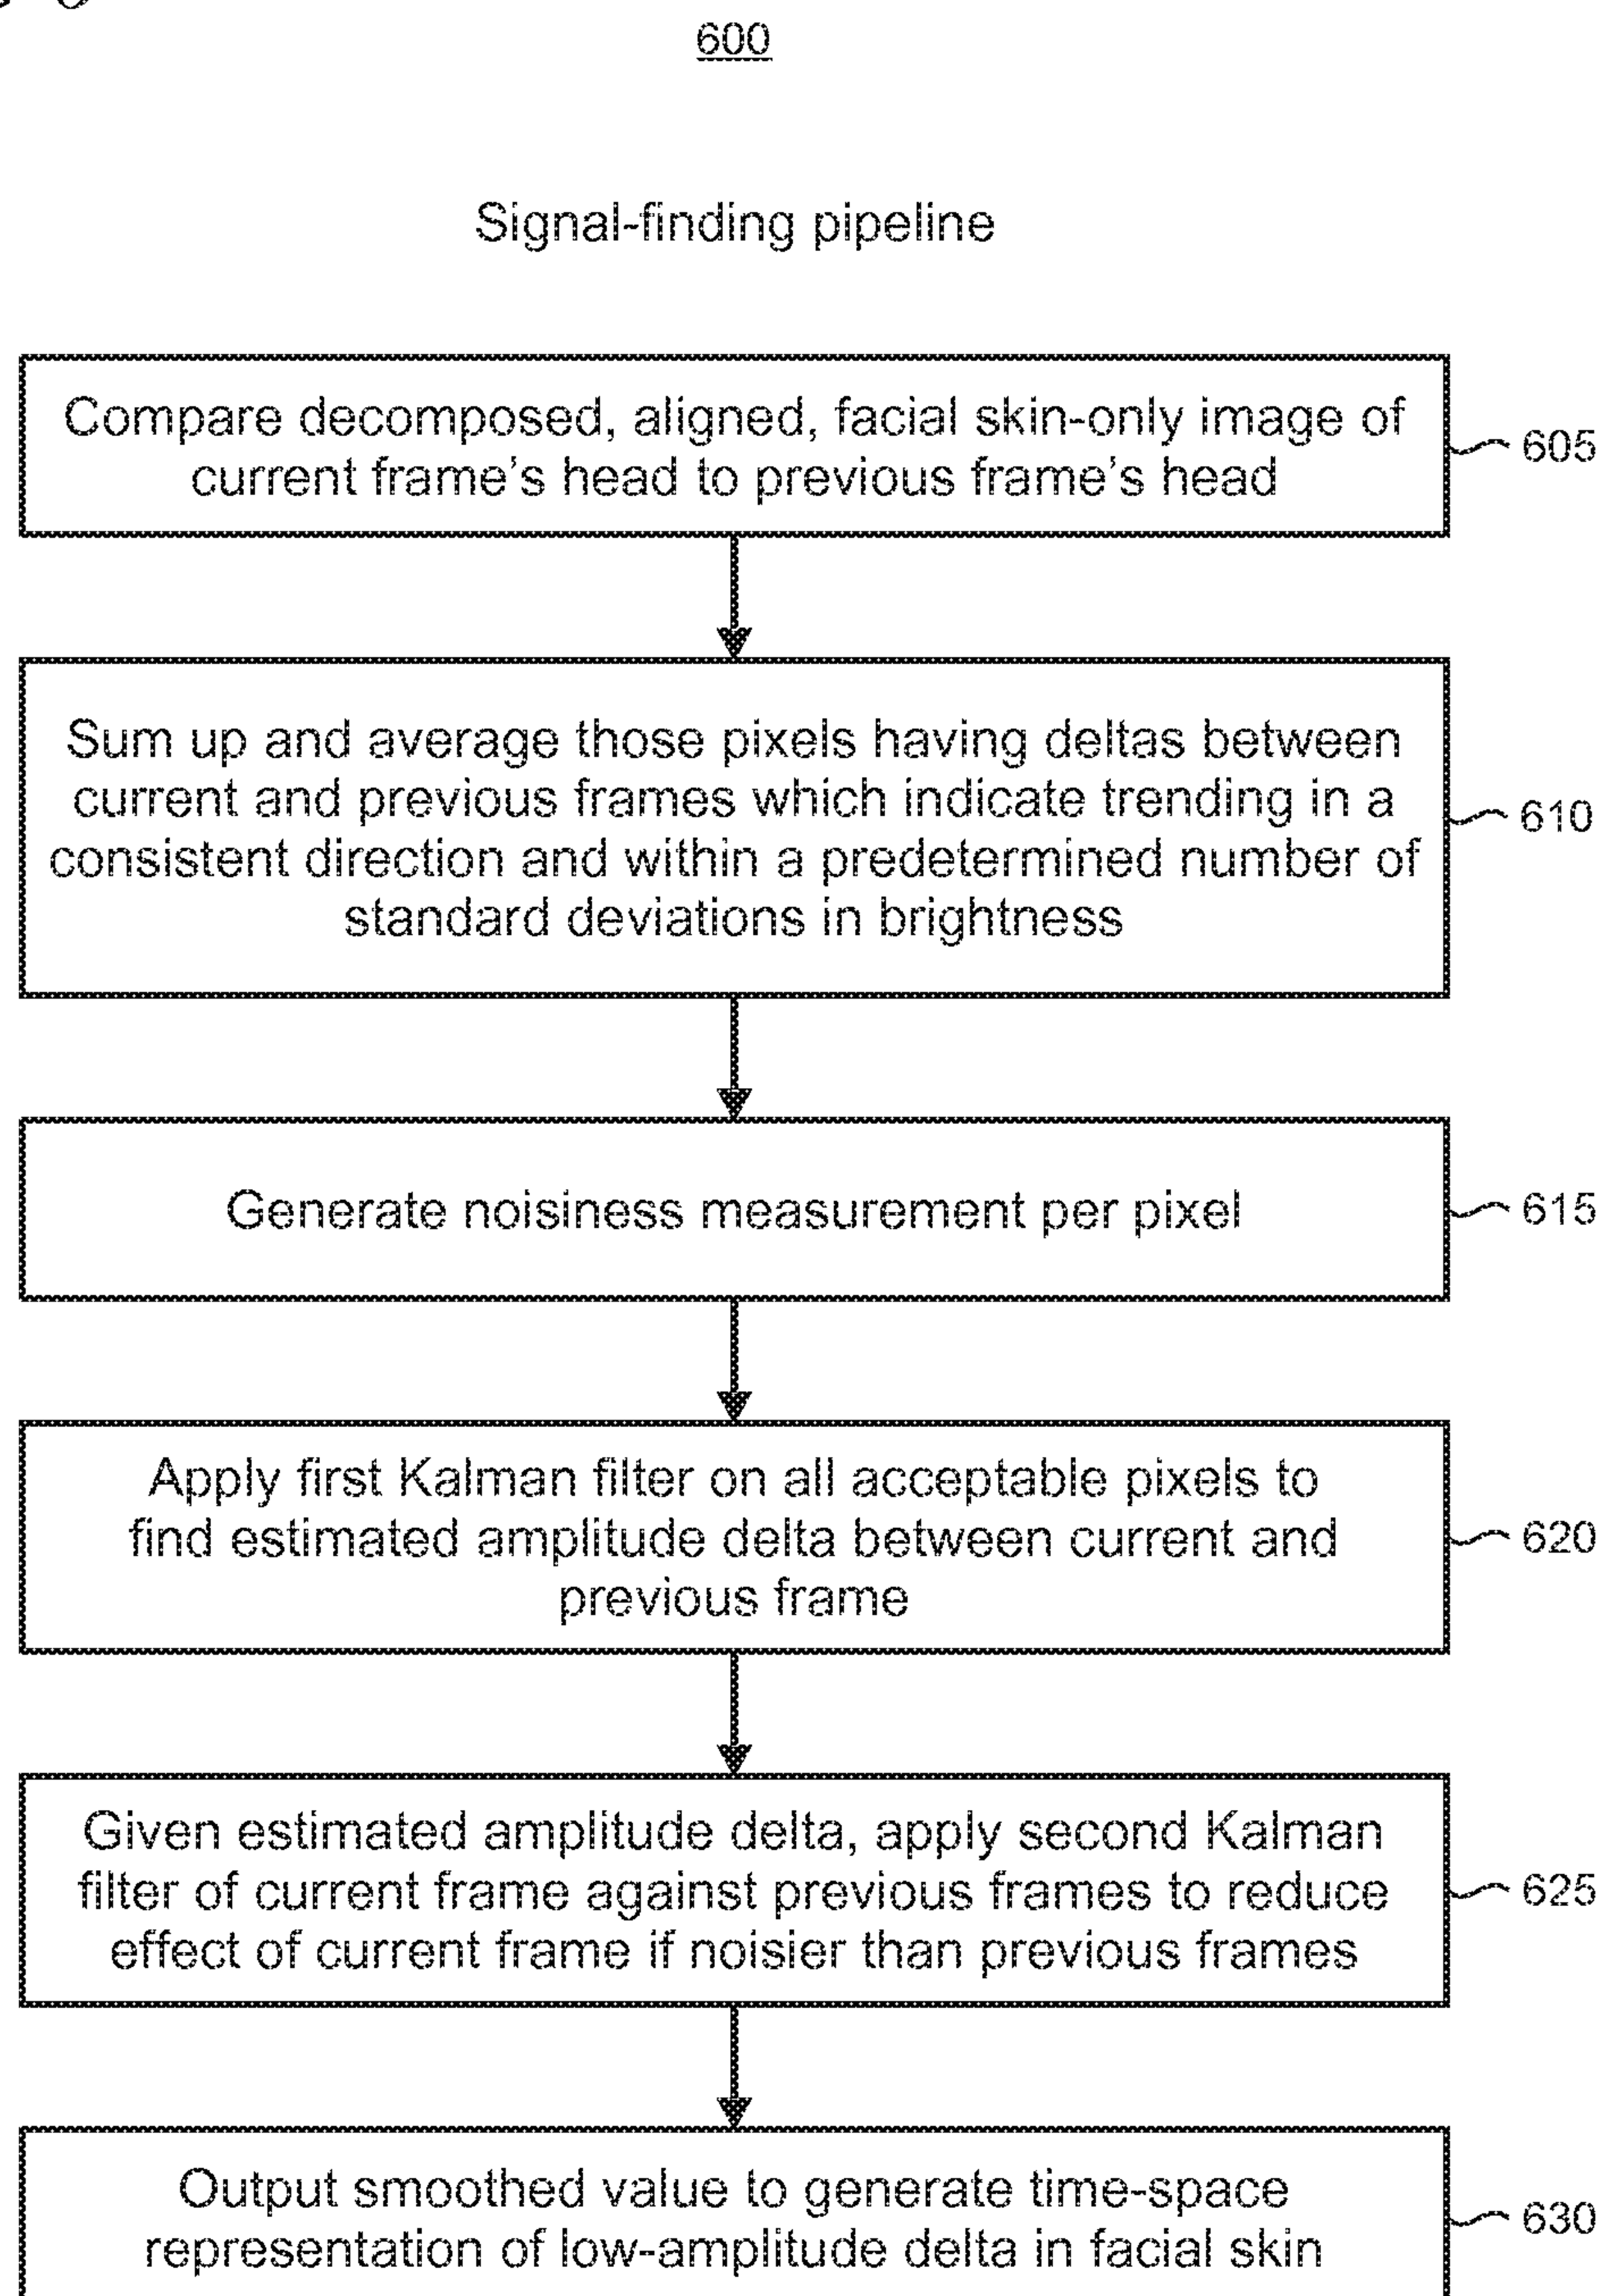 600
Signal-finding pipeline
Compare decomposed, aligned, facial skin-only image of
current frame's head to previous frame's head
605
Sum up and average those pixels having deltas between
current and previous frames which indicate trending in a
consistent direction and within a predetermined number of
standard deviations in brightness
610
Generate noisiness measurement per pixel
615
Apply first Kalman filter on all acceptable pixels to
find estimated amplitude delta between current and
previous frame
620
Given estimated amplitude delta, apply second Kalman
filter of current frame against previous frames to reduce
effect of current frame if noisier than previous frames
625
Output smoothed value to generate time-space
representation of low-amplitude delta in facial skin
630